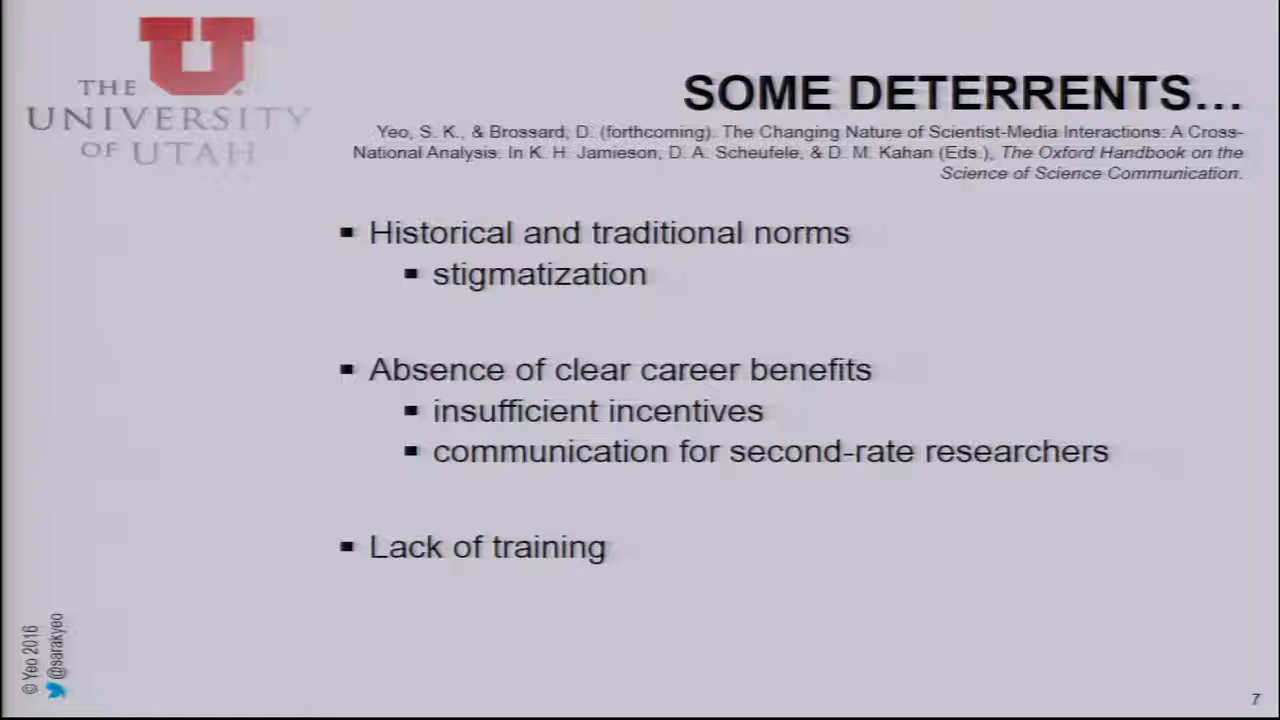 THE
UNIVERSITY
OF UTAH
SOME DETERRENTS...
Yeo, S. K., & Brossard, D. (forthcoming). The Changing Nature of Scientist-Media Interactions: A Cross-
National Analysis. In K. H. Jamieson, D. A. Scheufele, & D. M. Kahan (Eds.), The Oxford Handbook on the
Science of Science Communication.
▪ Historical and traditional norms
▪ stigmatization
▪ Absence of clear career benefits
▪ insufficient incentives
▪ communication for second-rate researchers
▪ Lack of training
© Yeo 2016
@sarakyeo
7